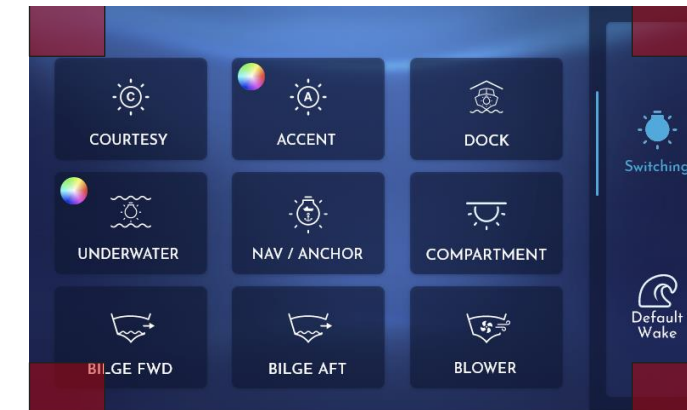 C
COURTESY
A
ACCENT
DOCK
Switching
UNDERWATER
NAV / ANCHOR
COMPARTMENT
Default
Wake
BILGE FWD
BILGE AFT
BLOWER